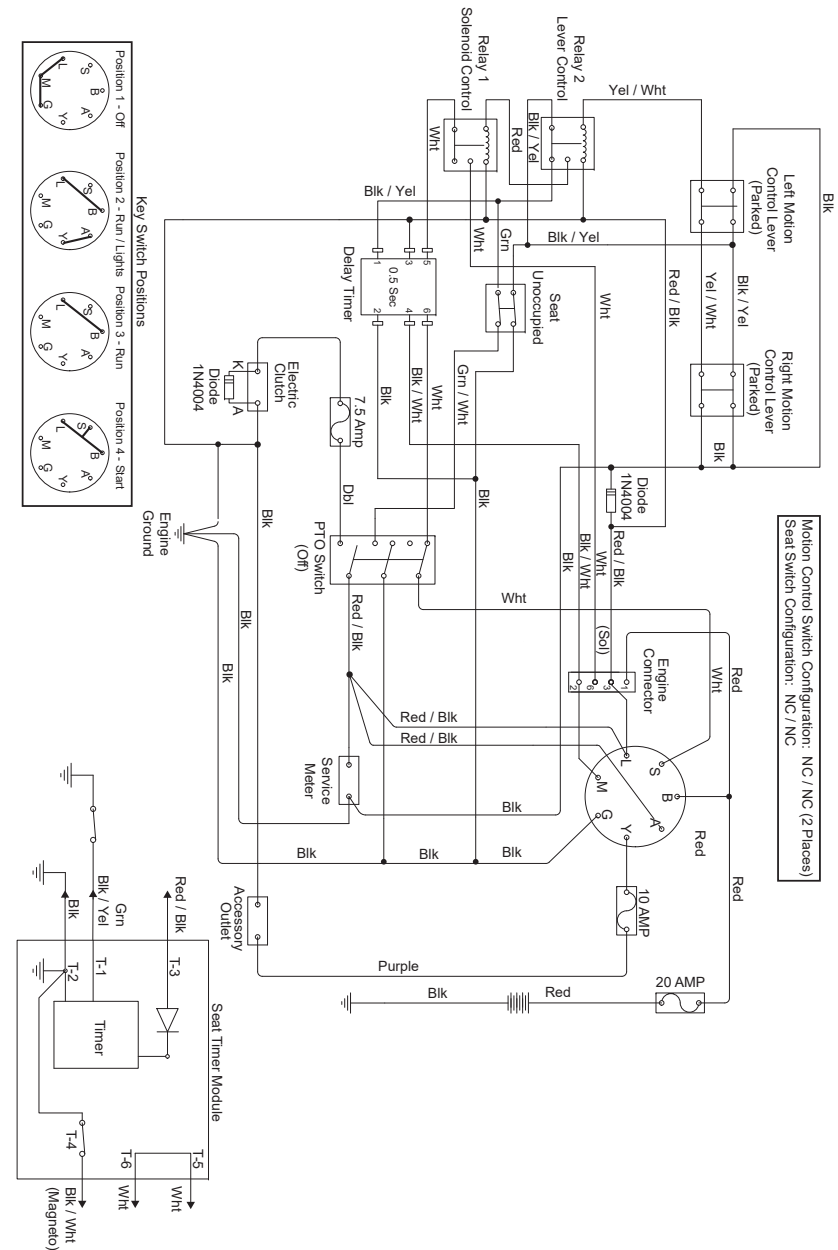 Key Switch Positions
Position 1 - Off
L
S
B
A
M
G
Y
Position 2 - Run / Lights
L
S
B
A
M
G
Y
Position 3 - Run
L
S
B
A
M
G
Y
Position 4 - Start
L
S
B
A
M
G
Y
Relay 1
Solenoid Control
Relay 2
Lever Control
Yel / Wht
Blk
Left Motion
Control Lever
(Parked)
Wht
Red
Blk / Yel
Blk / Yel
Grn
Wht
Blk / Yel
Wht
Red / Blk
Yel / Wht
Blk / Yel
Delay Timer
0.5 Sec
1
3
5
2
4
6
Seat
Unoccupied
Right Motion
Control Lever
(Parked)
Blk
Electric
Clutch
K
A
Diode
1N4004
7.5 Amp
Blk
Blk / Wht
Wht
Grn / Wht
Dbl
Blk
Diode
1N4004
Engine
Ground
Blk
PTO Switch
(Off)
Blk
Blk / Wht
Wht
(Sol)
Red / Blk
Red / Blk
Wht
Blk
Blk
Engine
Connector
1
3
6
2
Red
Wht
Motion Control Switch Configuration: NC / NC (2 Places)
Seat Switch Configuration: NC / NC
Red / Blk
Red / Blk
Service
Meter
Blk
L
S
B
A
M
G
Y
Red
Red
Blk
Blk
Blk
Accessory
Outlet
10 AMP
Purple
20 AMP
Blk
Red
Seat Timer Module
Red / Blk
T-3
Grn
Blk / Yel
T-1
Blk
T-2
Timer
T-4
Blk / Wht
(Magneto)
T-5
Wht
T-6
Wht